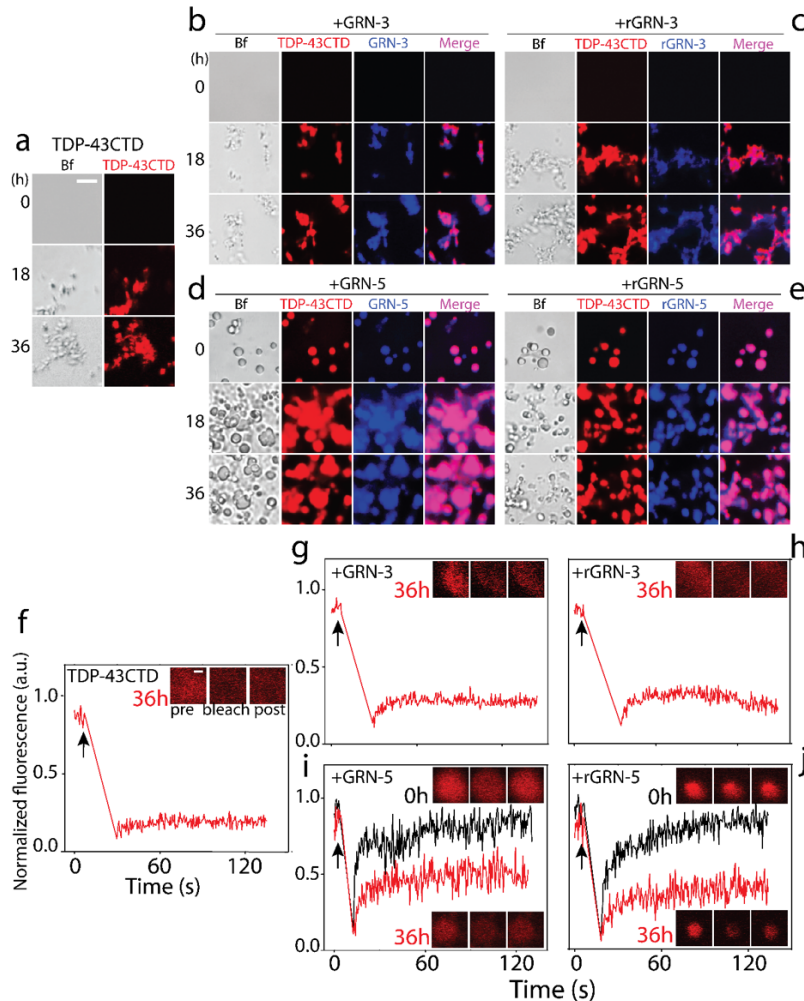 b +GRN-3 +rGRN-3 c
Bf TDP-43CTD GRN-3 Merge Bf TDP-43CTD rGRN-3 Merge
(h)
0
18
36
a TDP-43CTD
Bf TDP-43CTD
(h)
0
18
36
d +GRN-5 +rGRN-5 e
Bf TDP-43CTD GRN-5 Merge Bf TDP-43CTD rGRN-5 Merge
0
18
36
f
TDP-43CTD
36h
pre bleach post
Normalized fluorescence (a.u.)
1.0
0.5
0.0
0 60 120
Time (s)
g +GRN-3
36h
1.0
0.5
0.0
+rGRN-3 h
36h
i +GRN-5
0h
36h
1.0
0.5
0.0
0 60 120
+rGRN-5 j
0h
36h
0 60 120
Time (s)